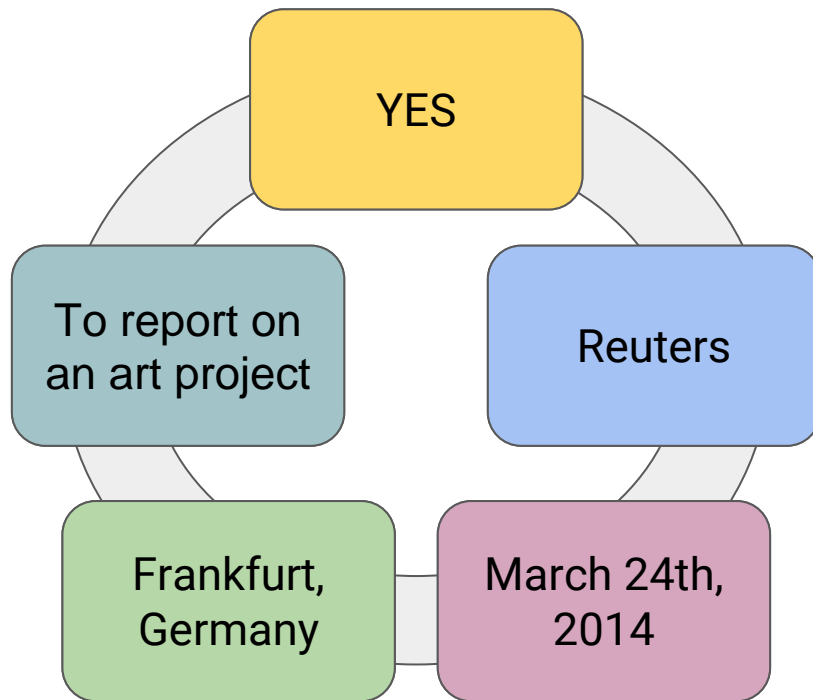 YES
To report on
an art project
Reuters
Frankfurt,
Germany
March 24th,
2014